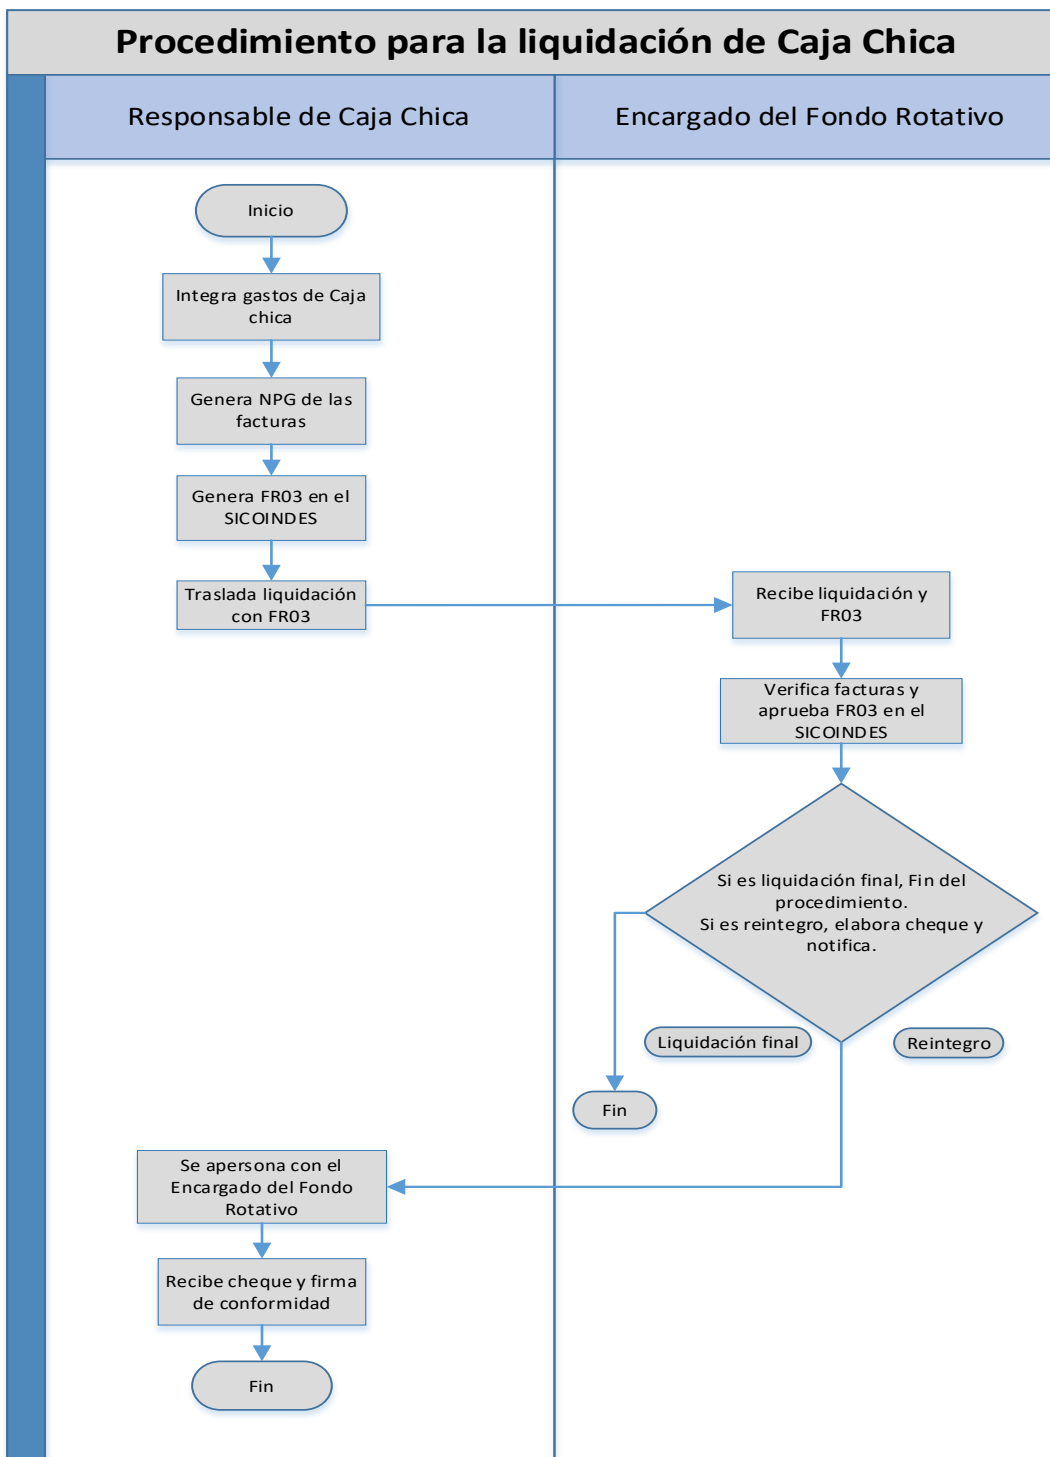 Procedimiento para la liquidación de Caja Chica
Responsable de Caja Chica
Encargado del Fondo Rotativo
Inicio
Integra gastos de Caja
chica
Genera NPG de las
facturas
Genera FR03 en el
SICOINDES
Traslada liquidación
con FR03
Recibe liquidación y
FR03
Verifica facturas y
aprueba FR03 en el
SICOINDES
Si es liquidación final, Fin del
procedimiento.
Si es reintegro, elabora cheque y
notifica.
Liquidación final
Reintegro
Fin
Se apersona con el
Encargado del Fondo
Rotativo
Recibe cheque y firma
de conformidad
Fin